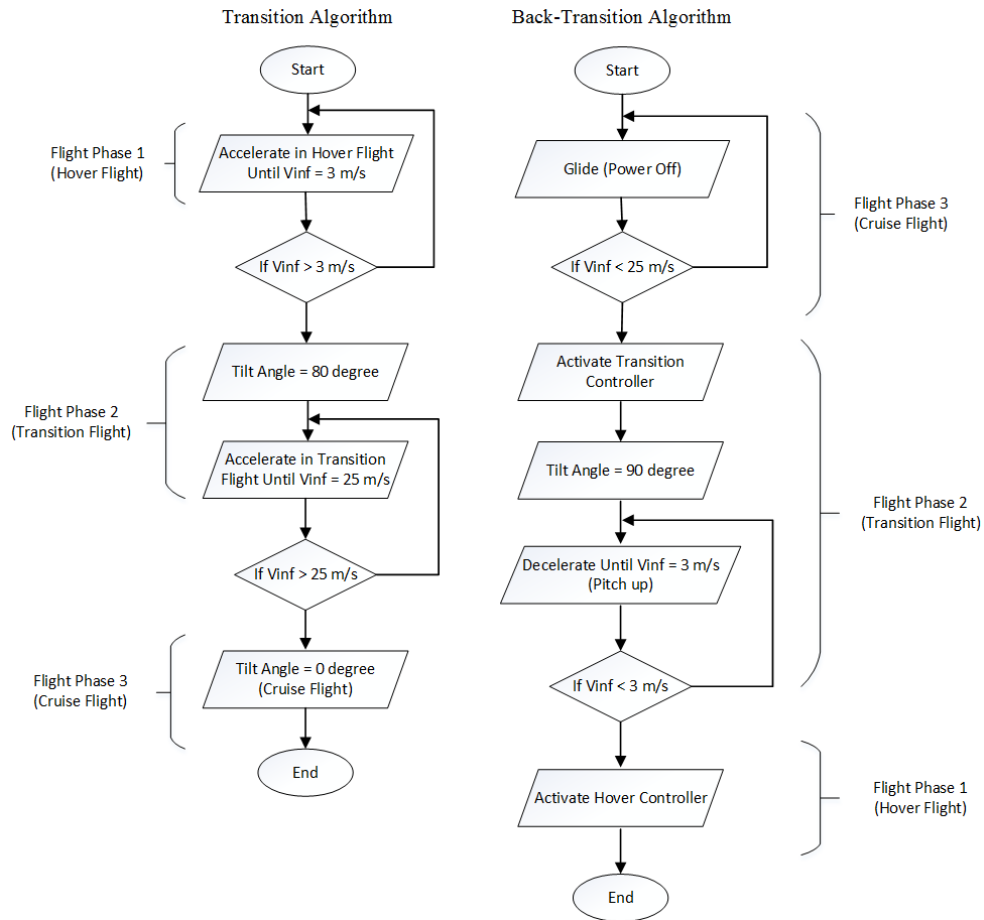 Transition Algorithm
Start
Flight Phase 1
(Hover Flight)
Accelerate in Hover Flight
Until Vinf = 3 m/s
If Vinf > 3 m/s
Tilt Angle = 80 degree
Flight Phase 2
(Transition Flight)
Accelerate in Transition
Flight Until Vinf = 25 m/s
If Vinf > 25 m/s
Flight Phase 3
(Cruise Flight)
Tilt Angle = 0 degree
(Cruise Flight)
End
Back-Transition Algorithm
Start
Glide (Power Off)
Flight Phase 3
(Cruise Flight)
If Vinf < 25 m/s
Activate Transition
Controller
Tilt Angle = 90 degree
Flight Phase 2
(Transition Flight)
Decelerate Until Vinf = 3 m/s
(Pitch up)
If Vinf < 3 m/s
Activate Hover Controller
Flight Phase 1
(Hover Flight)
End